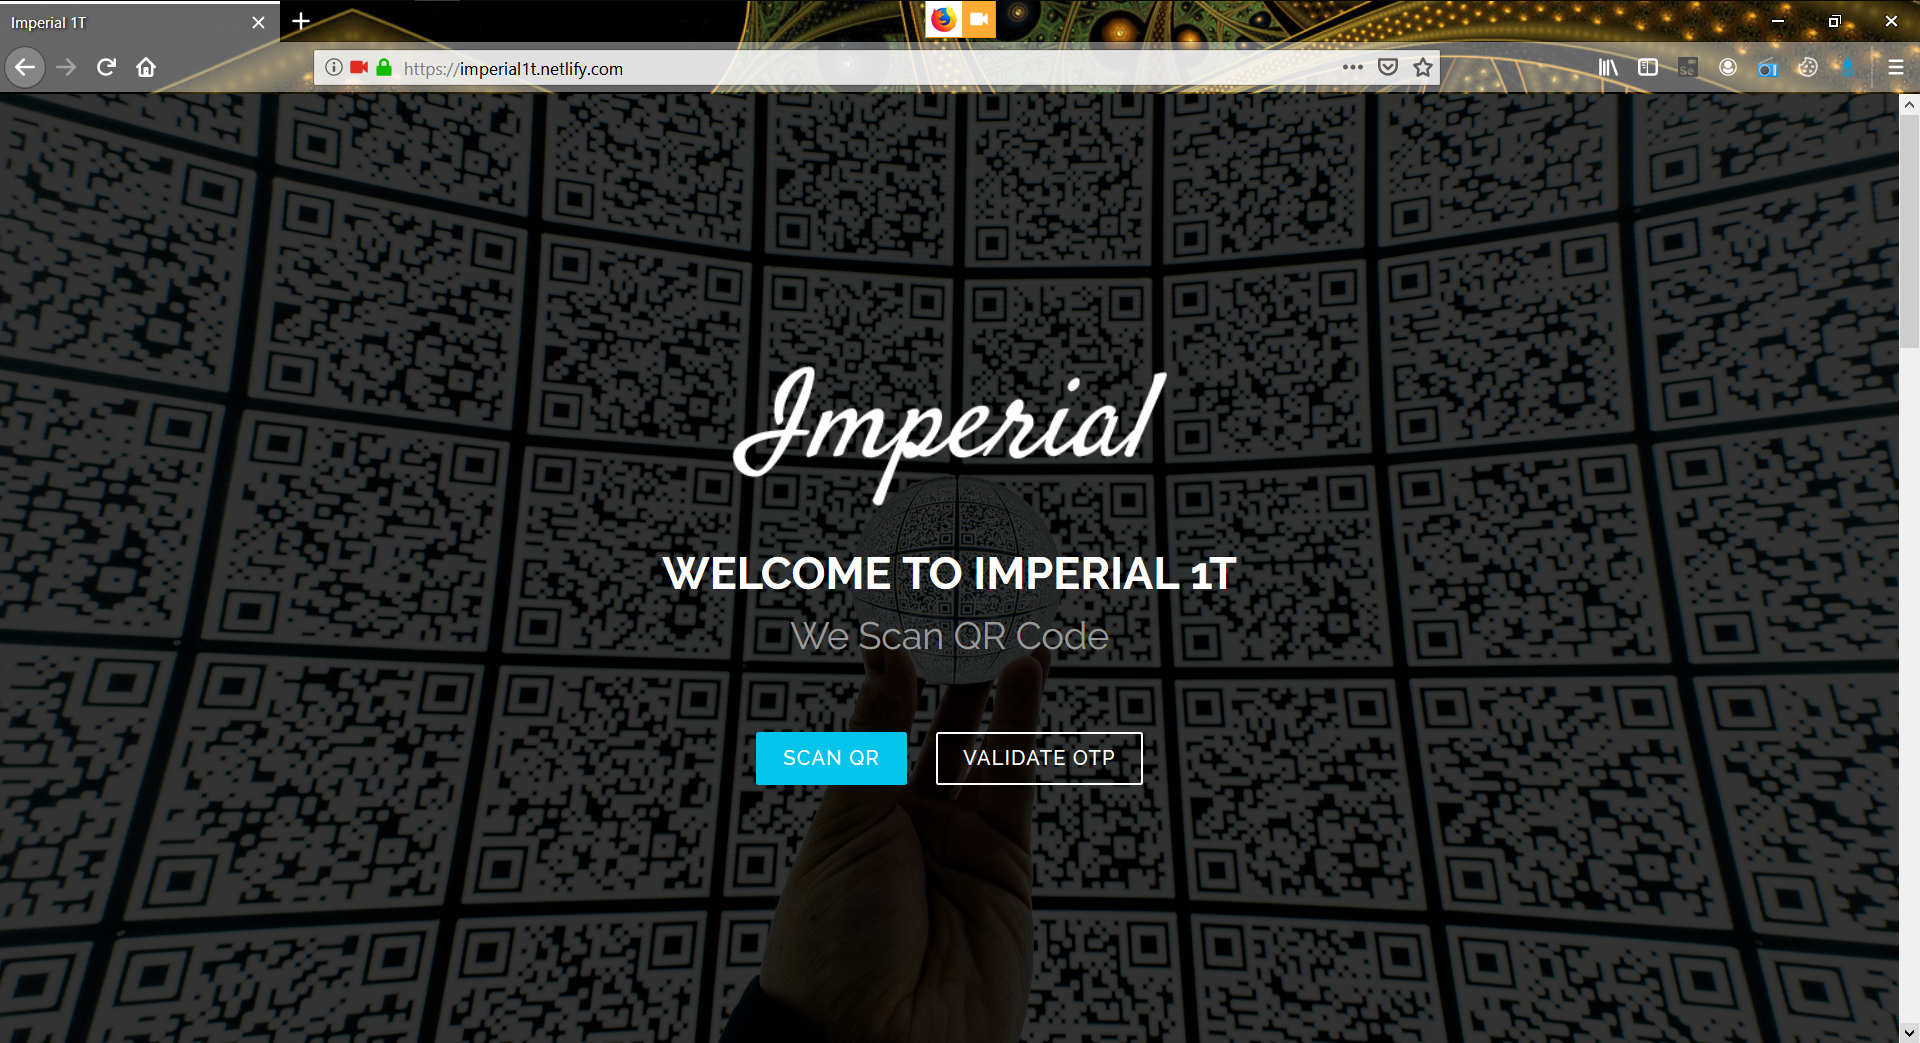 Imperial 1T
https://imperial1t.netlify.com
Se
Imperial
WELCOME TO IMPERIAL 1T
We Scan QR Code
SCAN QR
VALIDATE OTP